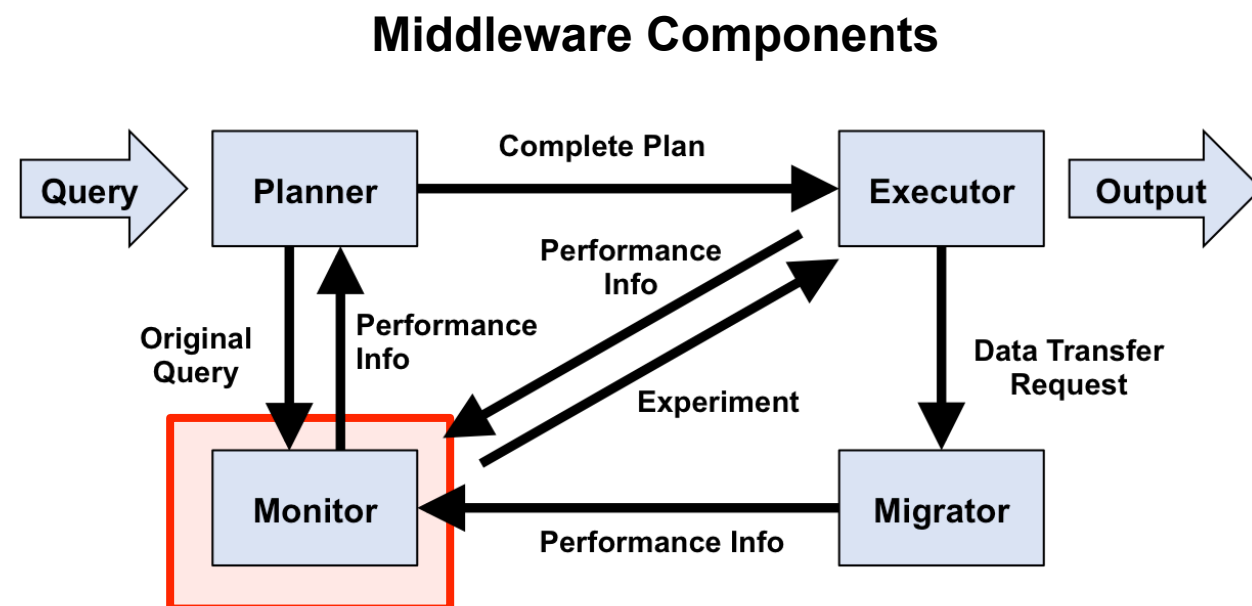 Middleware Components
Query
Planner
Complete Plan
Executor
Output
Performance
Info
Original
Query
Performance
Info
Experiment
Data Transfer
Request
Monitor
Performance Info
Migrator